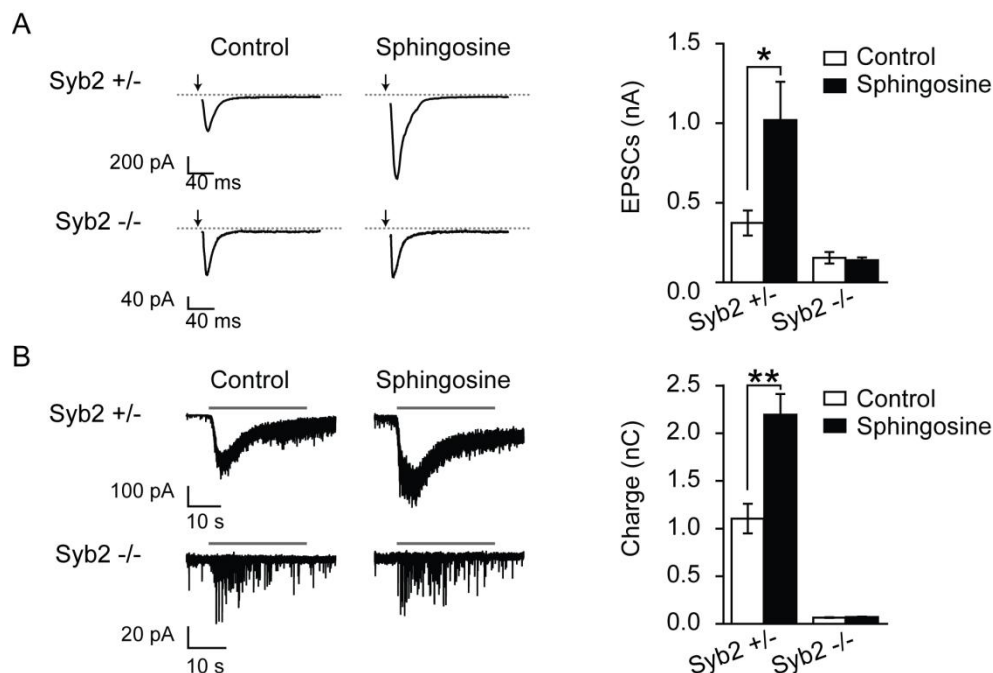 A
Control Sphingosine
Syb2 +/-
200 pA
40 ms
Syb2 -/-
40 pA
40 ms
EPSCs (nA)
1.5
1.0
0.5
0.0
*
Control
Sphingosine
Syb2 +/-
Syb2 -/-
B
Control Sphingosine
Syb2 +/-
100 pA
10 s
Syb2 -/-
20 pA
10 s
Charge (nC)
2.5
2.0
1.5
1.0
0.5
0.0
**
Control
Sphingosine
Syb2 +/-
Syb2 -/-